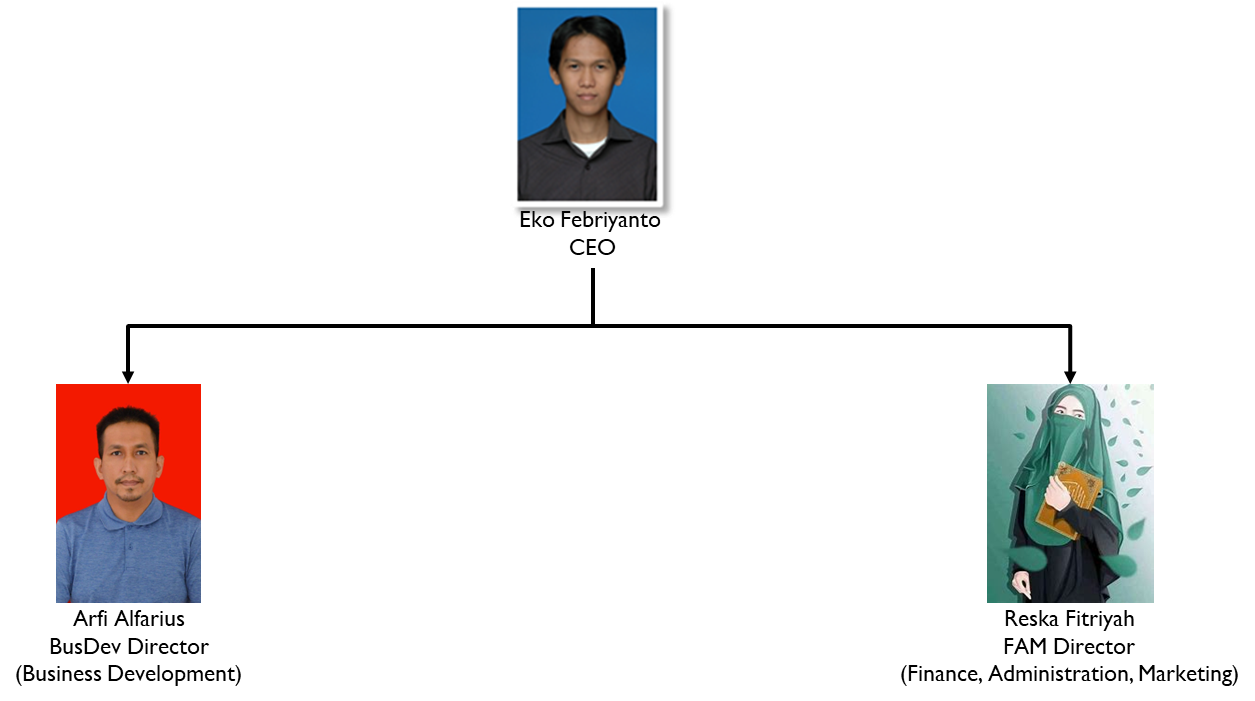 Eko Febriyanto
CEO
Arfi Alfarius
BusDev Director
(Business Development)
Reska Fitriyah
FAM Director
(Finance, Administration, Marketing)